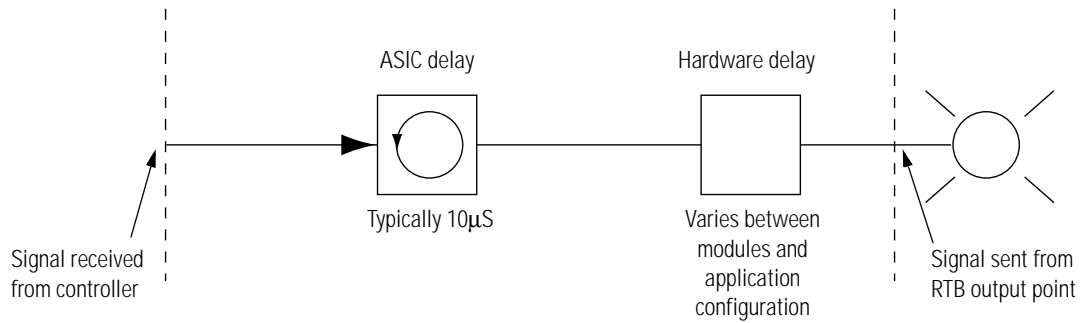 ASIC delay
Hardware delay
Typically 10µS
Varies between
modules and
application
configuration
Signal received
from controller
Signal sent from
RTB output point